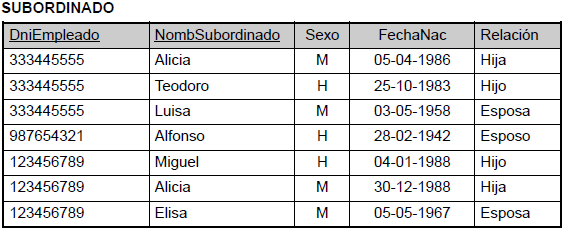 SUBORDINADO
DniEmpleado NombSubordinado Sexo FechaNac Relación
333445555 Alicia M 05-04-1986 Hija
333445555 Teodoro H 25-10-1983 Hijo
333445555 Luisa M 03-05-1958 Esposa
987654321 Alfonso H 28-02-1942 Esposo
123456789 Miguel H 04-01-1988 Hijo
123456789 Alicia M 30-12-1988 Hija
123456789 Elisa M 05-05-1967 Esposa